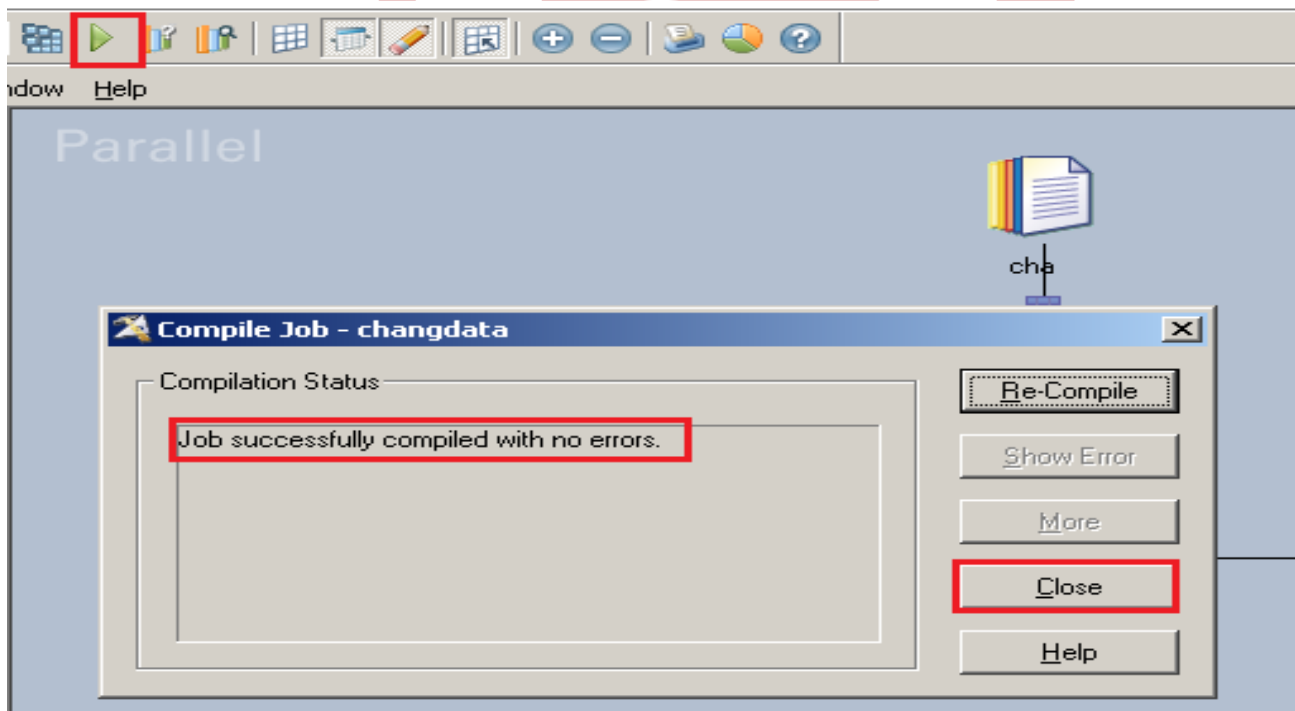 ndow Help
Parallel
cha
Compile Job - changdata
Compilation Status
Job successfully compiled with no errors.
Re-Compile
Show Error
More
Close
Help